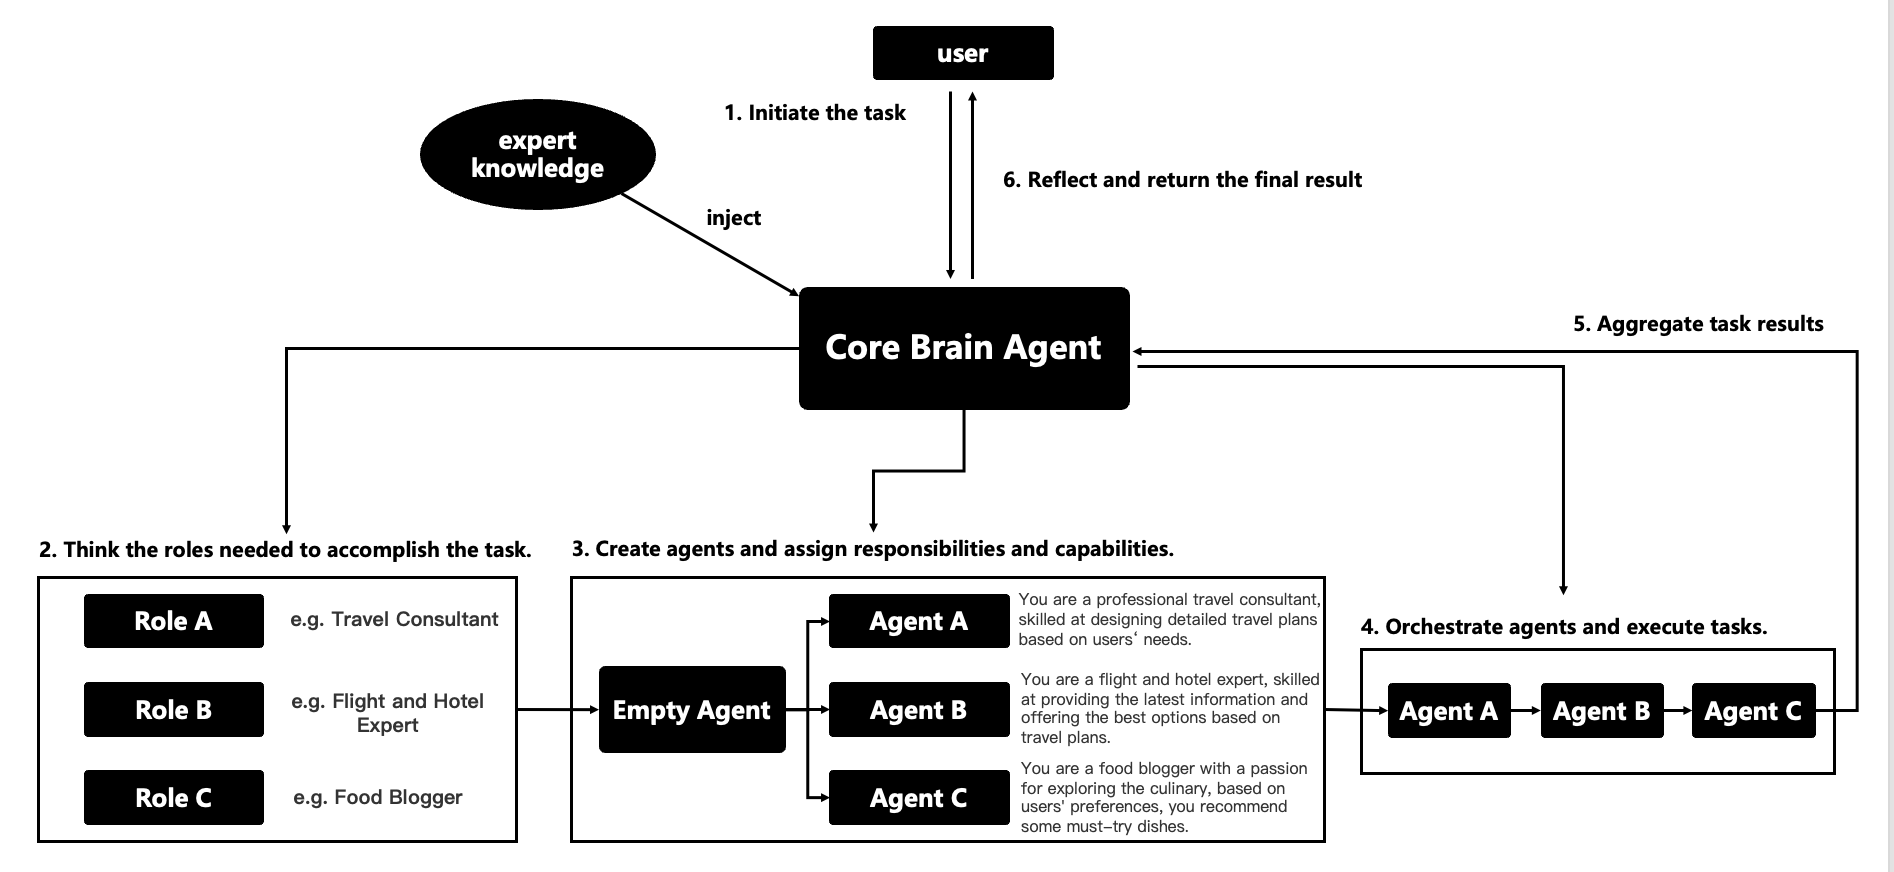 user
1. Initiate the task
expert
knowledge
6. Reflect and return the final result
inject
Core Brain Agent
5. Aggregate task results
2. Think the roles needed to accomplish the task.
Role A
e.g. Travel Consultant
Role B
e.g. Flight and Hotel
Expert
Role C
e.g. Food Blogger
3. Create agents and assign responsibilities and capabilities.
Empty Agent
Agent A
You are a professional travel consultant,
skilled at designing detailed travel plans
based on users‘ needs.
Agent B
You are a flight and hotel expert, skilled
at providing the latest information and
offering the best options based on
travel plans.
Agent C
You are a food blogger with a passion
for exploring the culinary, based on
users' preferences, you recommend
some must-try dishes.
4. Orchestrate agents and execute tasks.
Agent A
Agent B
Agent C